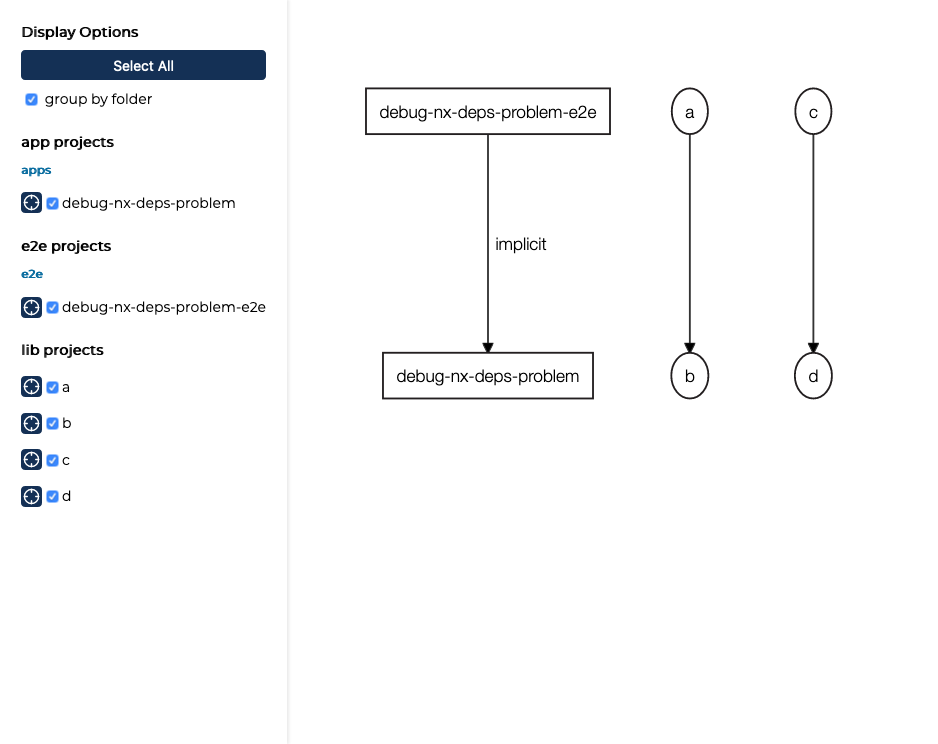 Display Options
Select All
group by folder
app projects
apps
debug-nx-deps-problem
e2e projects
e2e
debug-nx-deps-problem-e2e
lib projects
a
b
c
d
debug-nx-deps-problem-e2e
a
c
implicit
debug-nx-deps-problem
b
d